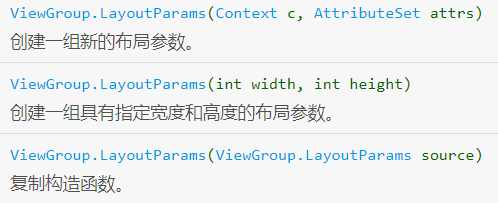 ViewGroup.LayoutParams(Context c, AttributeSet attrs)
创建一组新的布局参数。
ViewGroup.LayoutParams(int width, int height)
创建一组具有指定宽度和高度的布局参数。
ViewGroup.LayoutParams(ViewGroup.LayoutParams source)
复制构造函数。